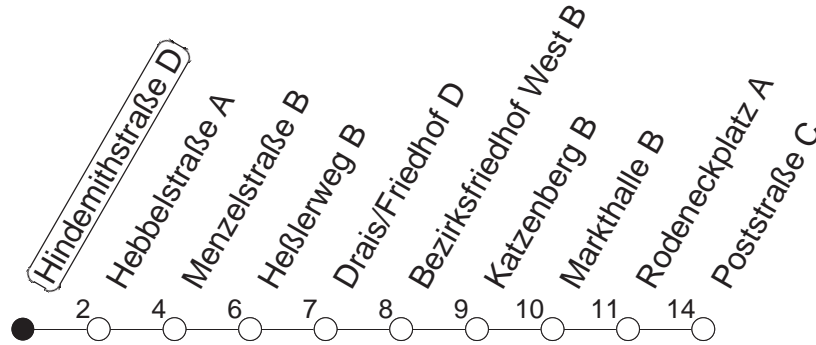 Hindemithstraße D
Hebbelstraße A
Menzelstraße B
Heßlerweg B
Drais/Friedhof D
Bezirksfriedhof West B
Katzenberg B
Markthalle B
Rodeneckplatz A
Poststraße C
2 4 6 7 8 9 10 11 14